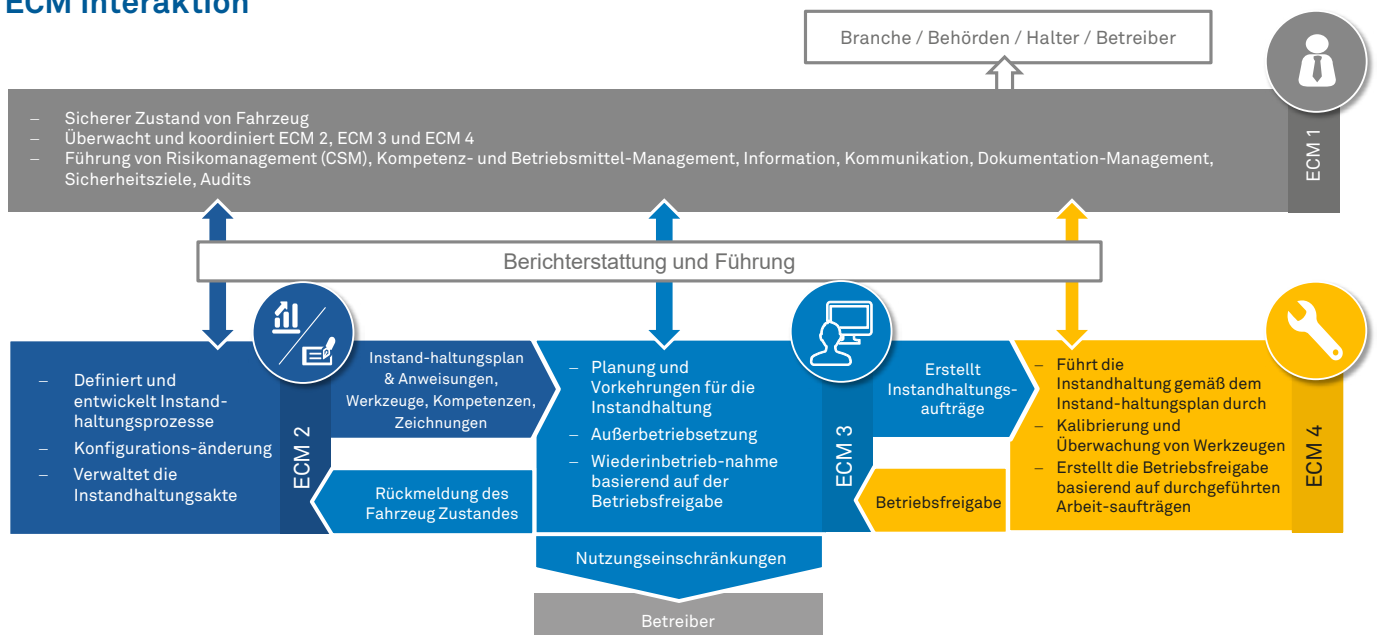 ECM Interaktion
Branche / Behörden / Halter / Betreiber
– Sicherer Zustand von Fahrzeug
– Überwacht und koordiniert ECM 2, ECM 3 und ECM 4
– Führung von Risikomanagement (CSM), Kompetenz- und Betriebsmittel-Management, Information, Kommunikation, Dokumentation-Management,
Sicherheitsziele, Audits
ECM 1
Berichterstattung und Führung
– Definiert und
entwickelt Instand-
haltungsprozesse
– Konfigurations-änderung
– Verwaltet die
Instandhaltungsakte
ECM 2
Instand-haltungsplan
& Anweisungen,
Werkzeuge, Kompetenzen,
Zeichnungen
Rückmeldung des
Fahrzeug Zustandes
– Planung und
Vorkehrungen für die
Instandhaltung
– Außerbetriebsetzung
– Wiederinbetrieb-nahme
basierend auf der
Betriebsfreigabe
ECM 3
Erstellt
Instandhaltungs-
aufträge
Betriebsfreigabe
– Führt die
Instandhaltung gemäß dem
Instand-haltungsplan durch
– Kalibrierung und
Überwachung von Werkzeugen
– Erstellt die Betriebsfreigabe
basierend auf durchgeführten
Arbeit-saufträgen
ECM 4
Nutzungseinschränkungen
Betreiber